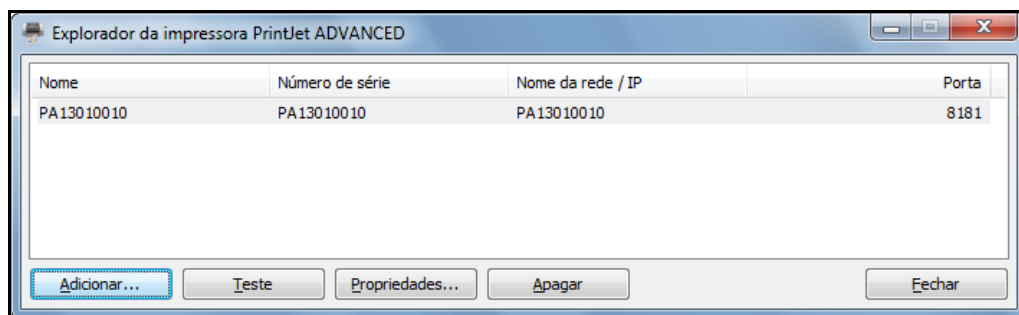 Explorador da impressora PrintJet ADVANCED
Nome Número de série Nome da rede / IP Porta
PA13010010 PA13010010 PA13010010 8181
Adicionar... Teste Propriedades... Apagar Fechar